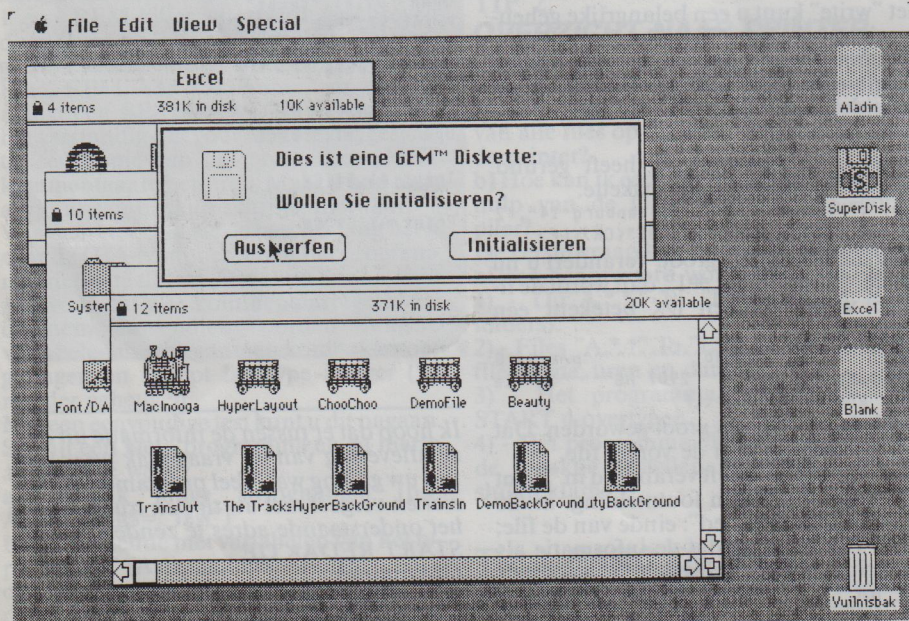 File Edit View Special
Excel
4 items 381K in disk 10K available
Aladin
Dies ist eine GEM™ Diskette:
Wollen Sie initialisieren?
Auswerfen Initialisieren
10 items
SuperDisk
System
12 items 371K in disk 20K available
Excel
Font/DA MacInooga HyperLayout ChooChoo DemoFile Beauty
Blank
TrainsOut The Tracks HyperBackGround TrainsIn DemoBackGround utyBackGround
Vuilnisbak